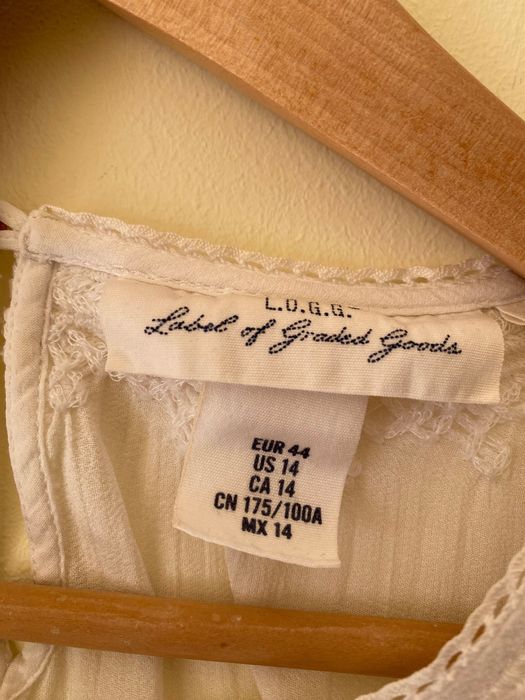 L.O.G.G.
Label of Graded Goods
EUR 44
US 14
CA 14
CN 175/100A
MX 14